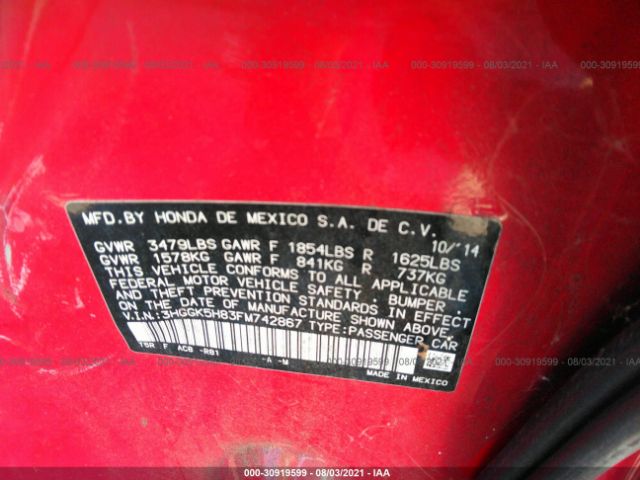 000-30919599 - 08/03/2021 - IAA
MFD.BY HONDA DE MEXICO S.A. DE C.V.
10/'14
GVWR 3479LBS GAWR F 1854LBS R 1625LBS
GVWR 1578KG GAWR F 841KG R 737KG
THIS VEHICLE CONFORMS TO ALL APPLICABLE
FEDERAL MOTOR VEHICLE SAFETY . BUMPER .
AND THEFT PREVENTION STANDARDS IN EFFECT
ON THE DATE OF MANUFACTURE SHOWN ABOVE.
V.I.N.:3HGGK5H83FM742867 TYPE:PASSENGER CAR
T5R F AC6 -R81 -A -M
MADE IN MEXICO
000-30919599 - 08/03/2021 - IAA